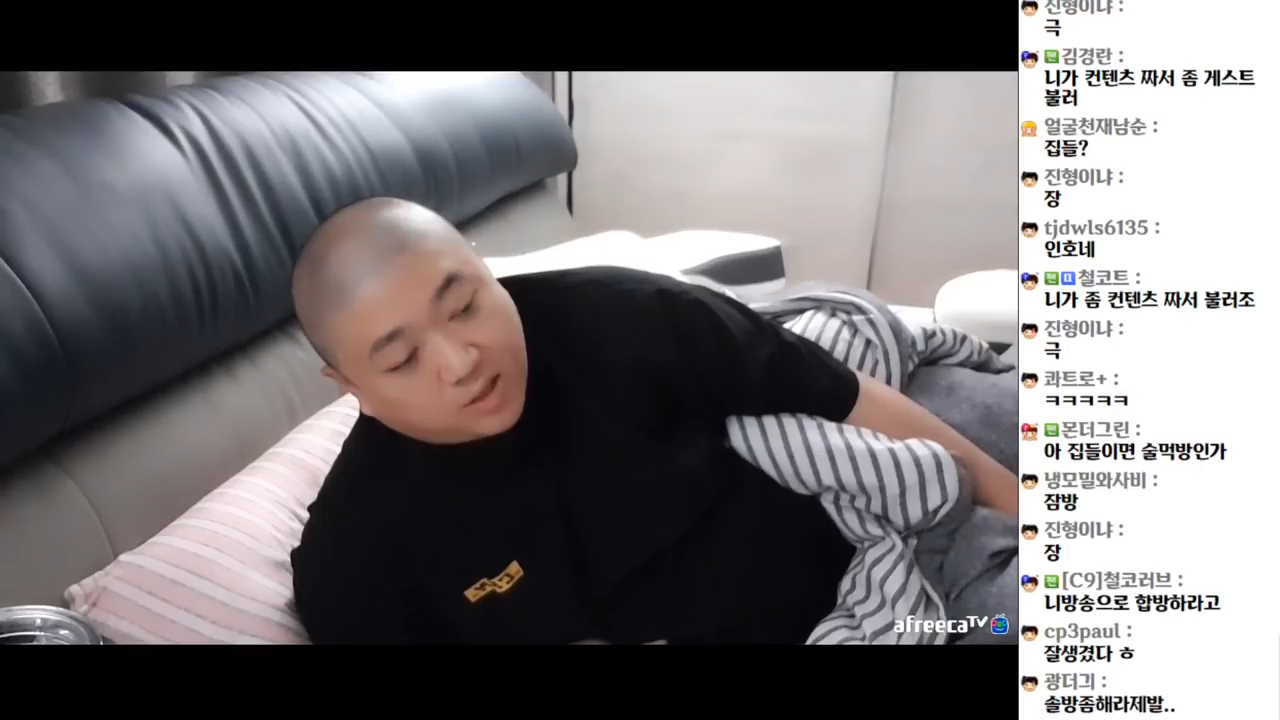 진형이냐 :
극
팬 김경란 :
니가 컨텐츠 짜서 좀 게스트
불러
얼굴천재남순 :
집들?
진형이냐 :
장
tjdwls6135 :
인호네
팬 철코트 :
니가 좀 컨텐츠 짜서 불러조
진형이냐 :
극
콰트로+ :
ㅋㅋㅋㅋㅋ
팬 몬더그린 :
아 집들이면 술먹방인가
냉모밀와사비 :
잠방
진형이냐 :
장
팬 [C9]철코러브 :
니방송으로 합방하라고
afreecaTV
cp3paul :
잘생겼다 ㅎ
광더긔 :
솔방좀해라제발..